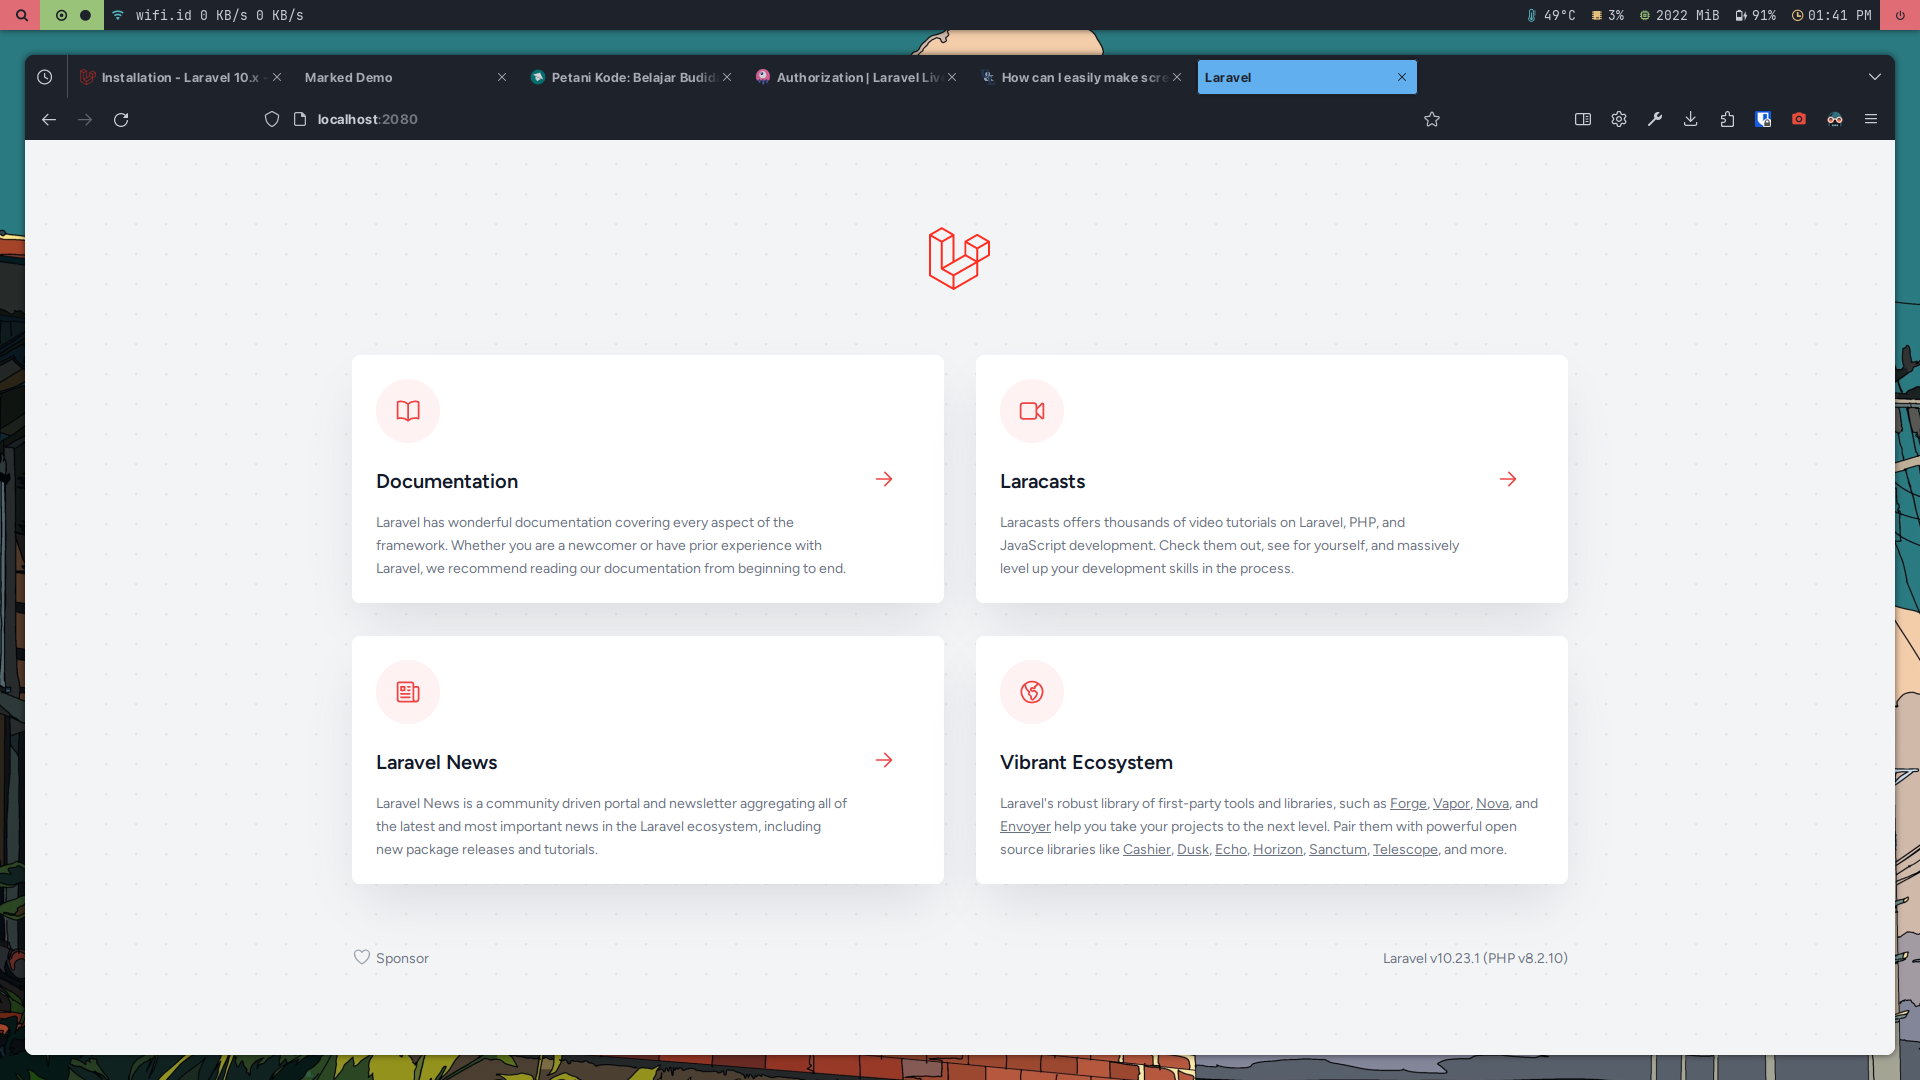 wifi.id 0 KB/s 0 KB/s
49°C 3% 2022 MiB 91% 01:41 PM
Installation - Laravel 10.x -
Marked Demo
Petani Kode: Belajar Budid
Authorization | Laravel Liv
How can I easily make scre
Laravel
localhost:2080
Documentation
Laravel has wonderful documentation covering every aspect of the
framework. Whether you are a newcomer or have prior experience with
Laravel, we recommend reading our documentation from beginning to end.
Laracasts
Laracasts offers thousands of video tutorials on Laravel, PHP, and
JavaScript development. Check them out, see for yourself, and massively
level up your development skills in the process.
Laravel News
Laravel News is a community driven portal and newsletter aggregating all of
the latest and most important news in the Laravel ecosystem, including
new package releases and tutorials.
Vibrant Ecosystem
Laravel's robust library of first-party tools and libraries, such as Forge, Vapor, Nova, and
Envoyer help you take your projects to the next level. Pair them with powerful open
source libraries like Cashier, Dusk, Echo, Horizon, Sanctum, Telescope, and more.
Sponsor
Laravel v10.23.1 (PHP v8.2.10)